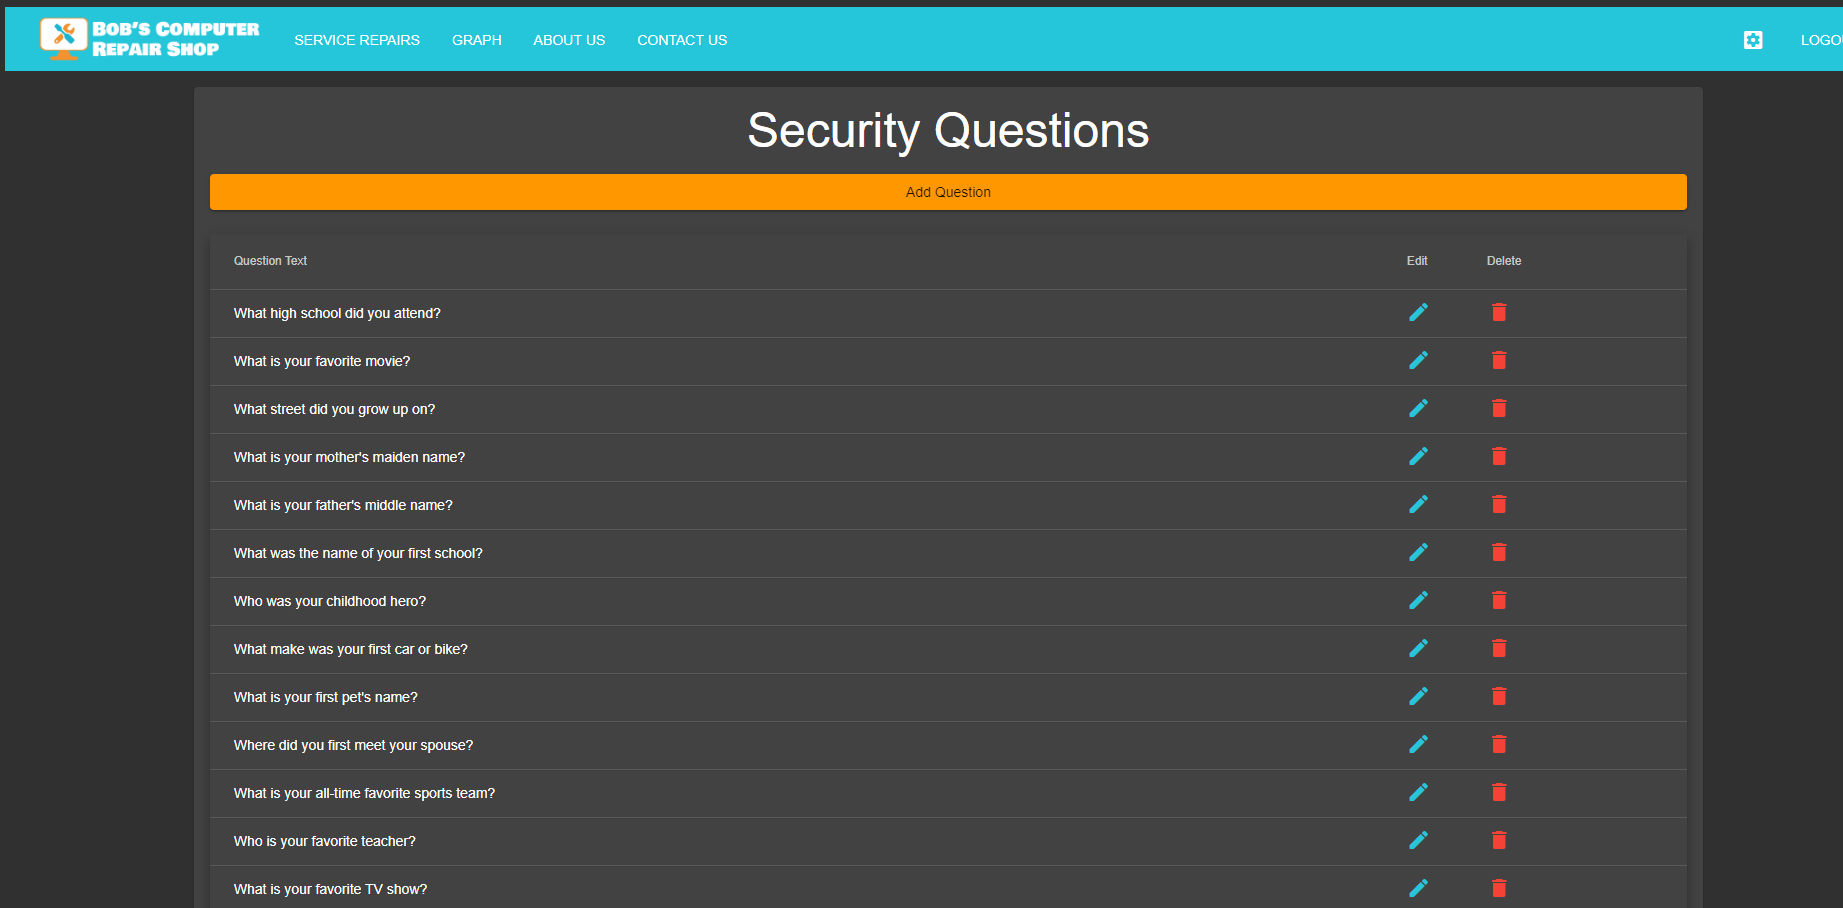 BOB'S COMPUTER
REPAIR SHOP
SERVICE REPAIRS GRAPH ABOUT US CONTACT US LOGOU
Security Questions
Add Question
Question Text Edit Delete
What high school did you attend?
What is your favorite movie?
What street did you grow up on?
What is your mother's maiden name?
What is your father's middle name?
What was the name of your first school?
Who was your childhood hero?
What make was your first car or bike?
What is your first pet's name?
Where did you first meet your spouse?
What is your all-time favorite sports team?
Who is your favorite teacher?
What is your favorite TV show?